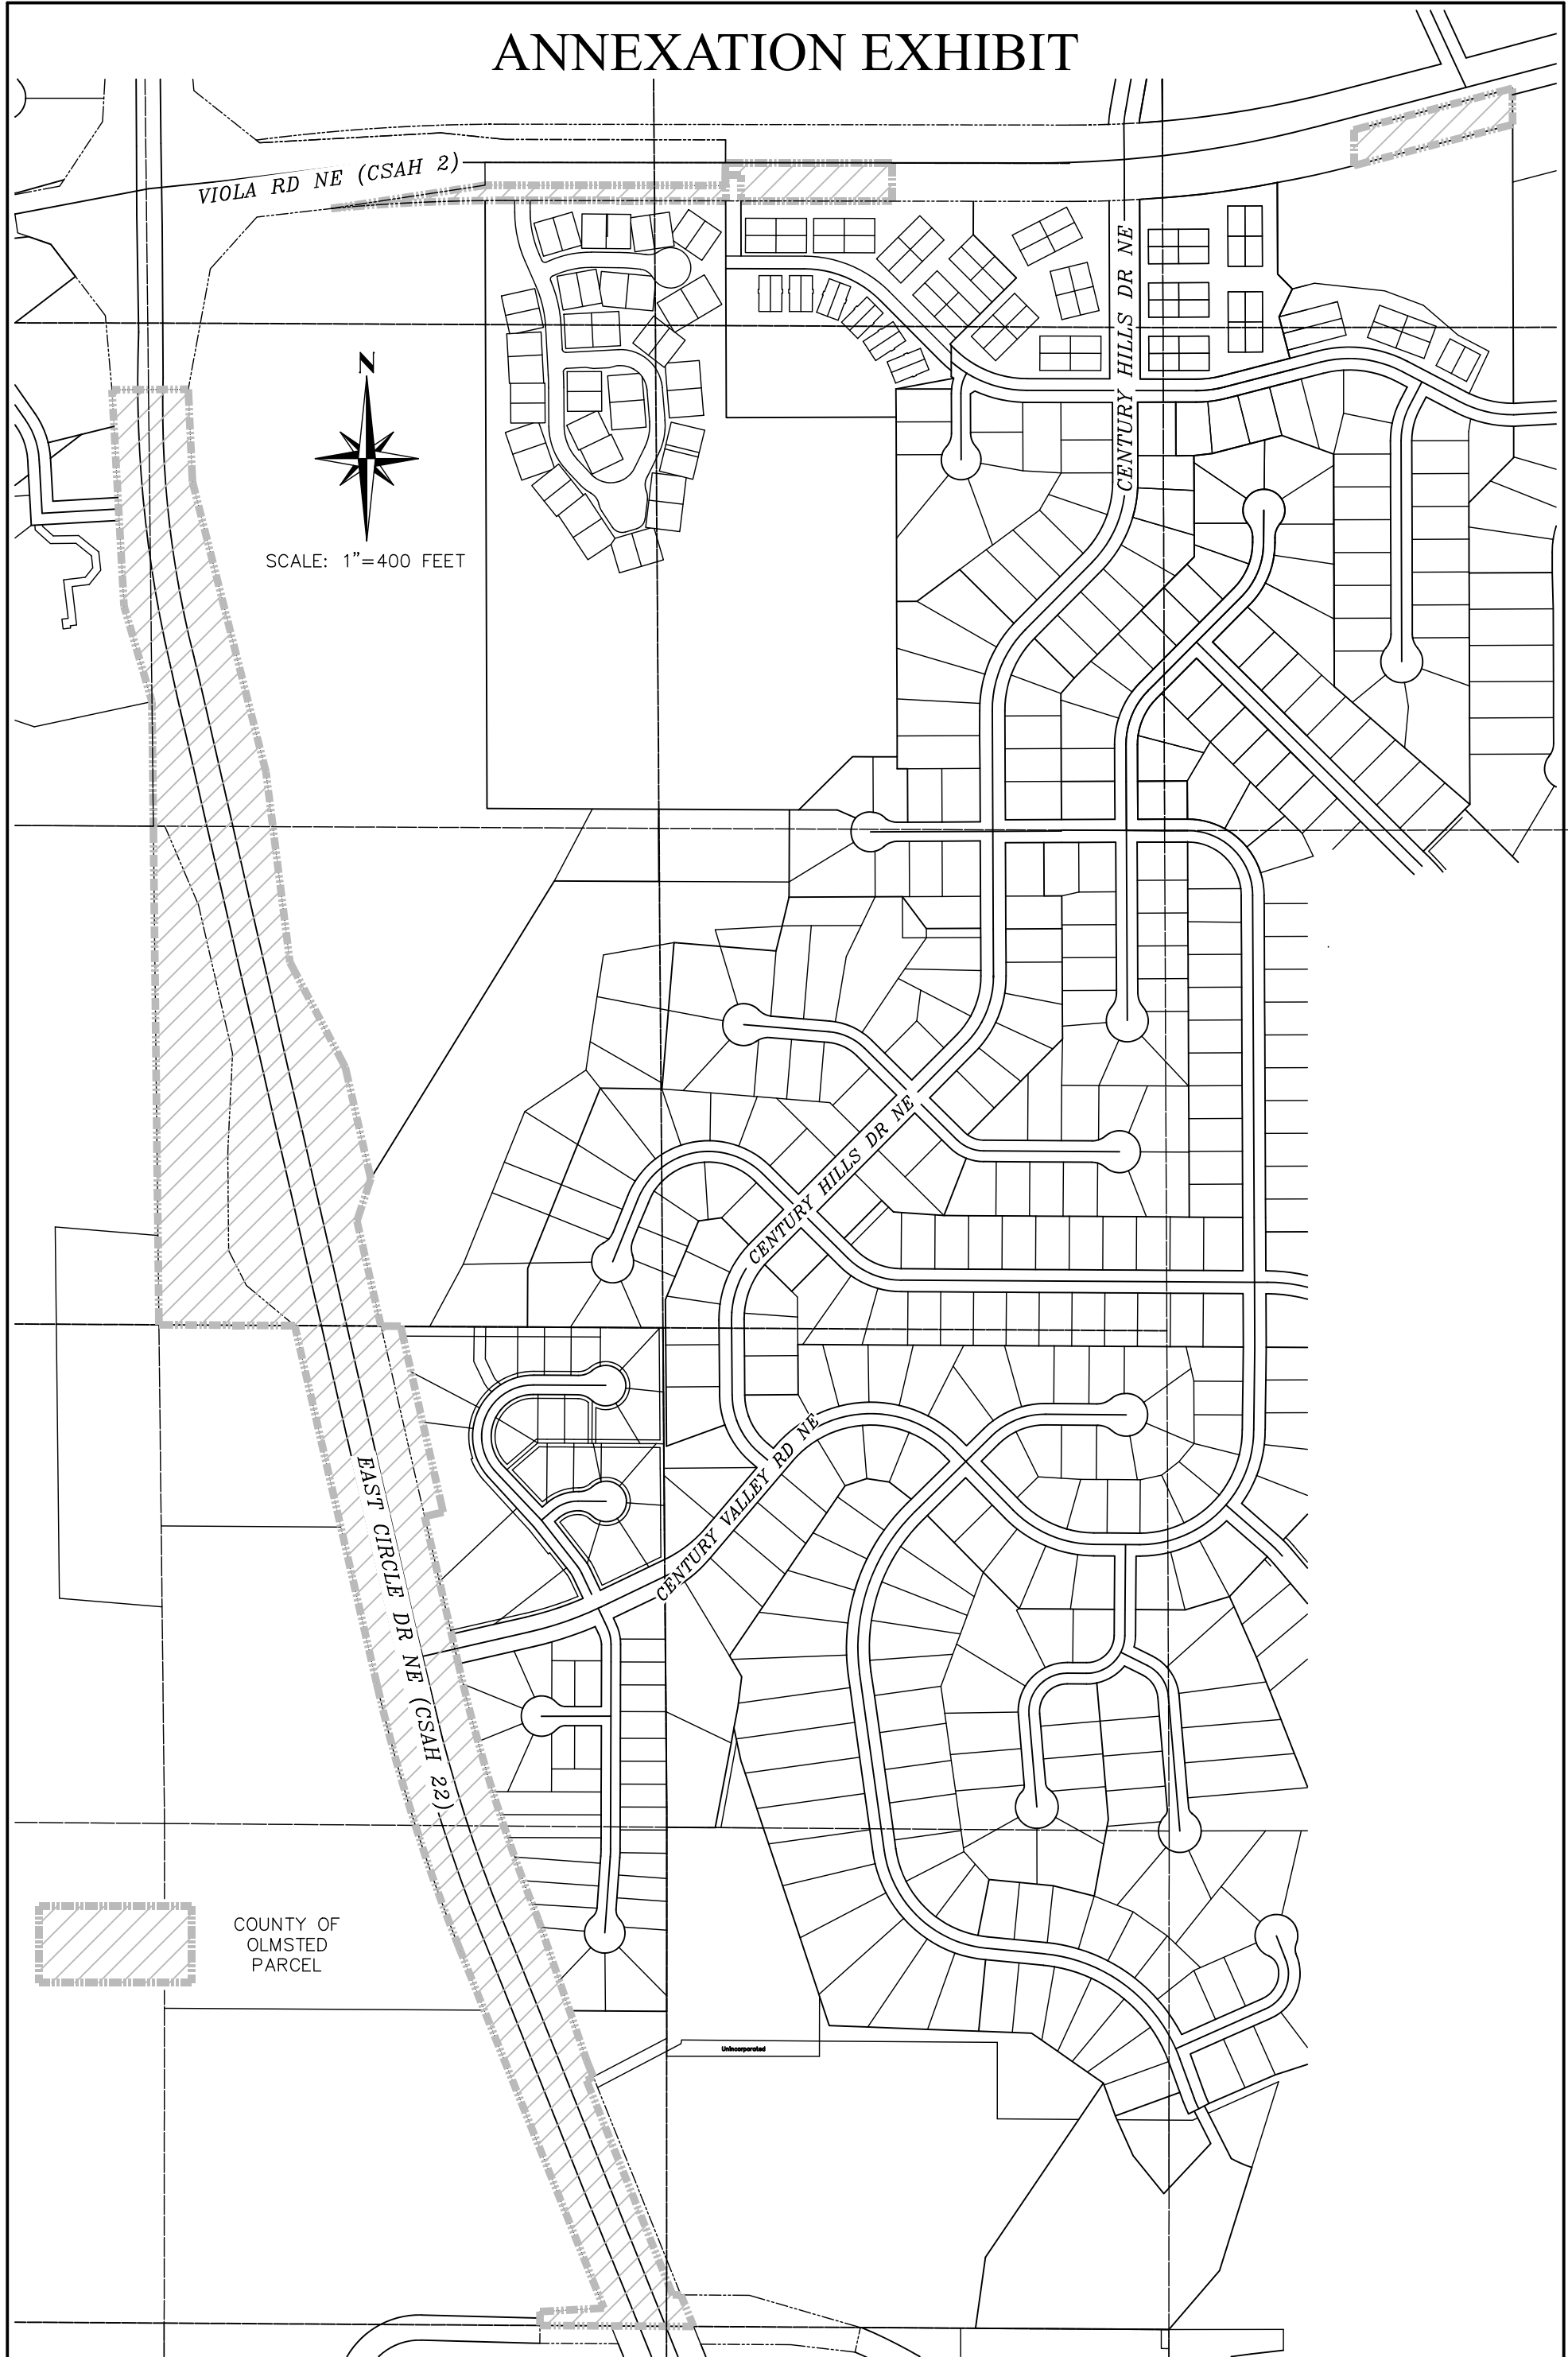 ANNEXATION EXHIBIT
VIOLA RD NE (CSAH 2)
CENTURY HILLS DR NE
N
SCALE: 1"=400 FEET
CENTURY HILLS DR NE
CENTURY VALLEY RD NE
EAST CIRCLE DR NE (CSAH 22)
COUNTY OF
OLMSTED
PARCEL
Unincorporated